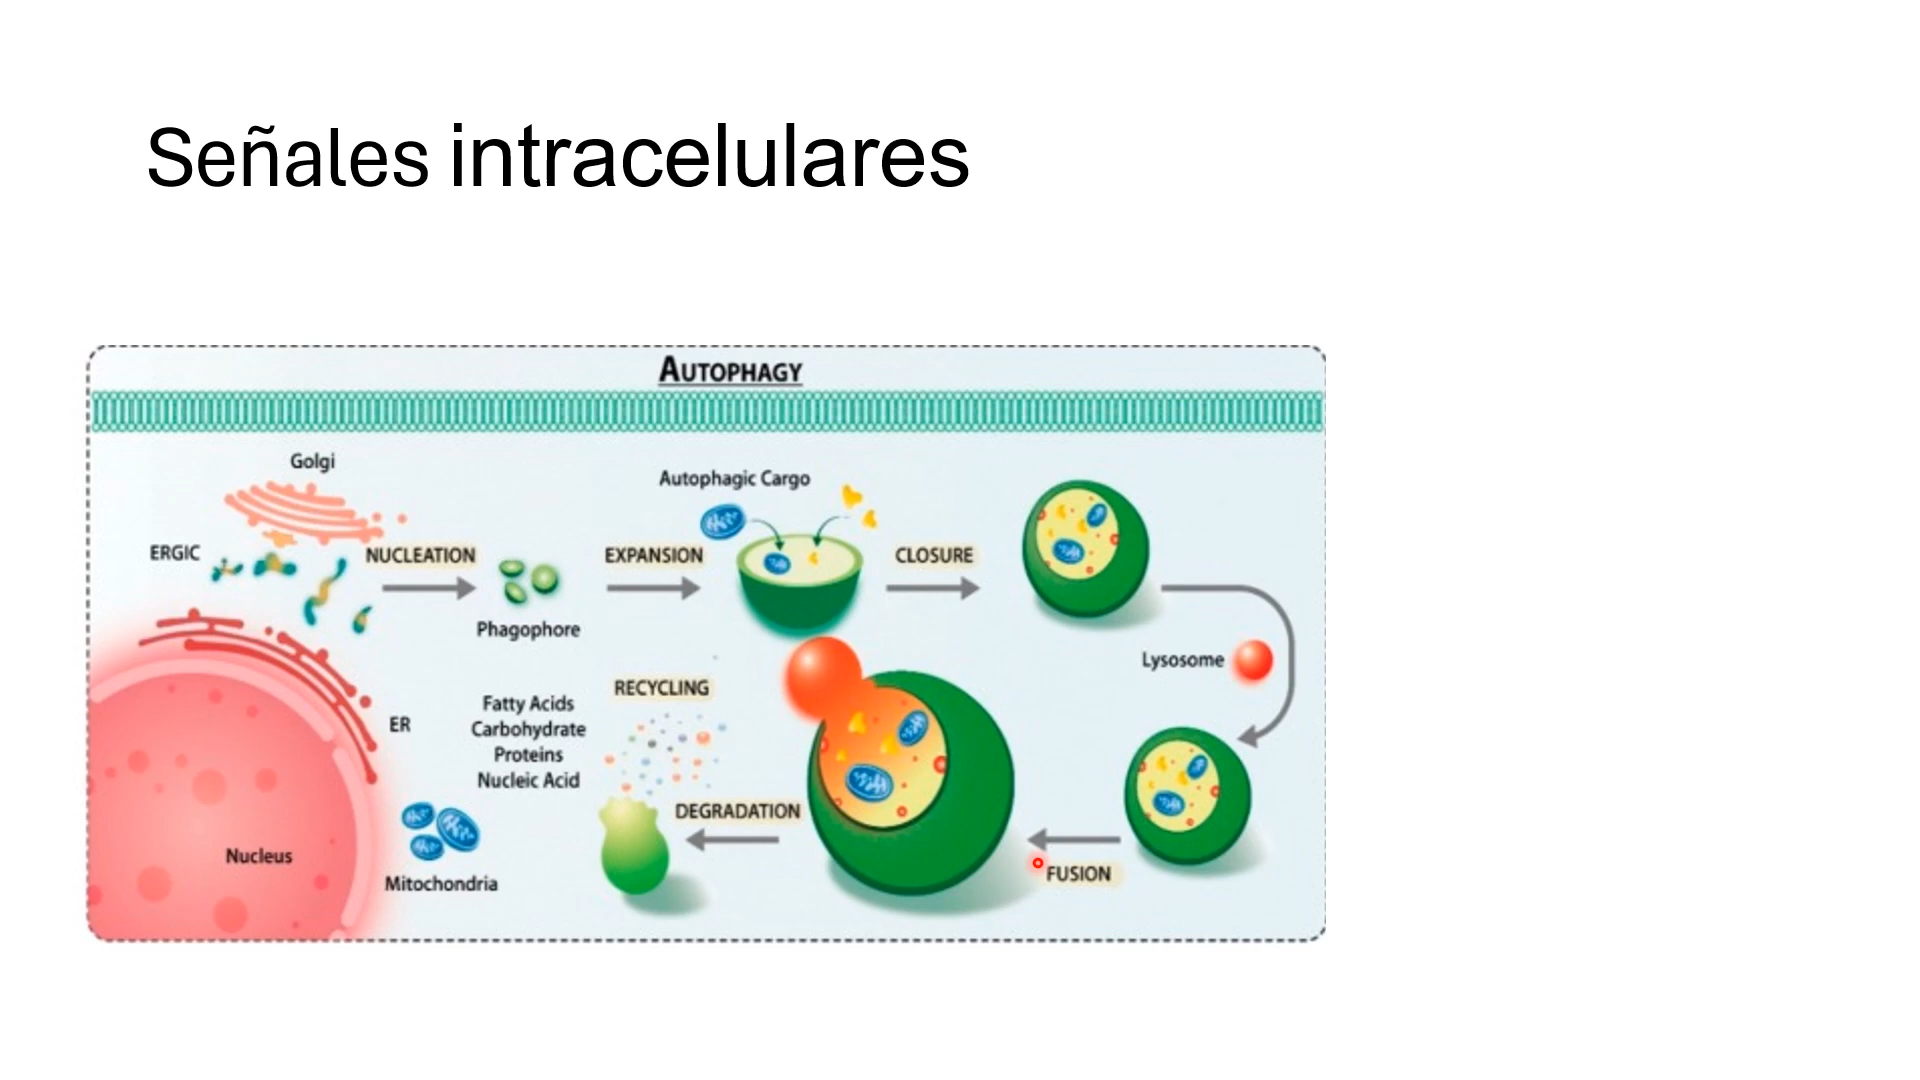 Señales intracelulares
AUTOPHAGY
Golgi
Autophagic Cargo
ERGIC
NUCLEATION
EXPANSION
CLOSURE
Phagophore
Lysosome
RECYCLING
Fatty Acids
Carbohydrate
Proteins
Nucleic Acid
ER
DEGRADATION
Nucleus
FUSION
Mitochondria